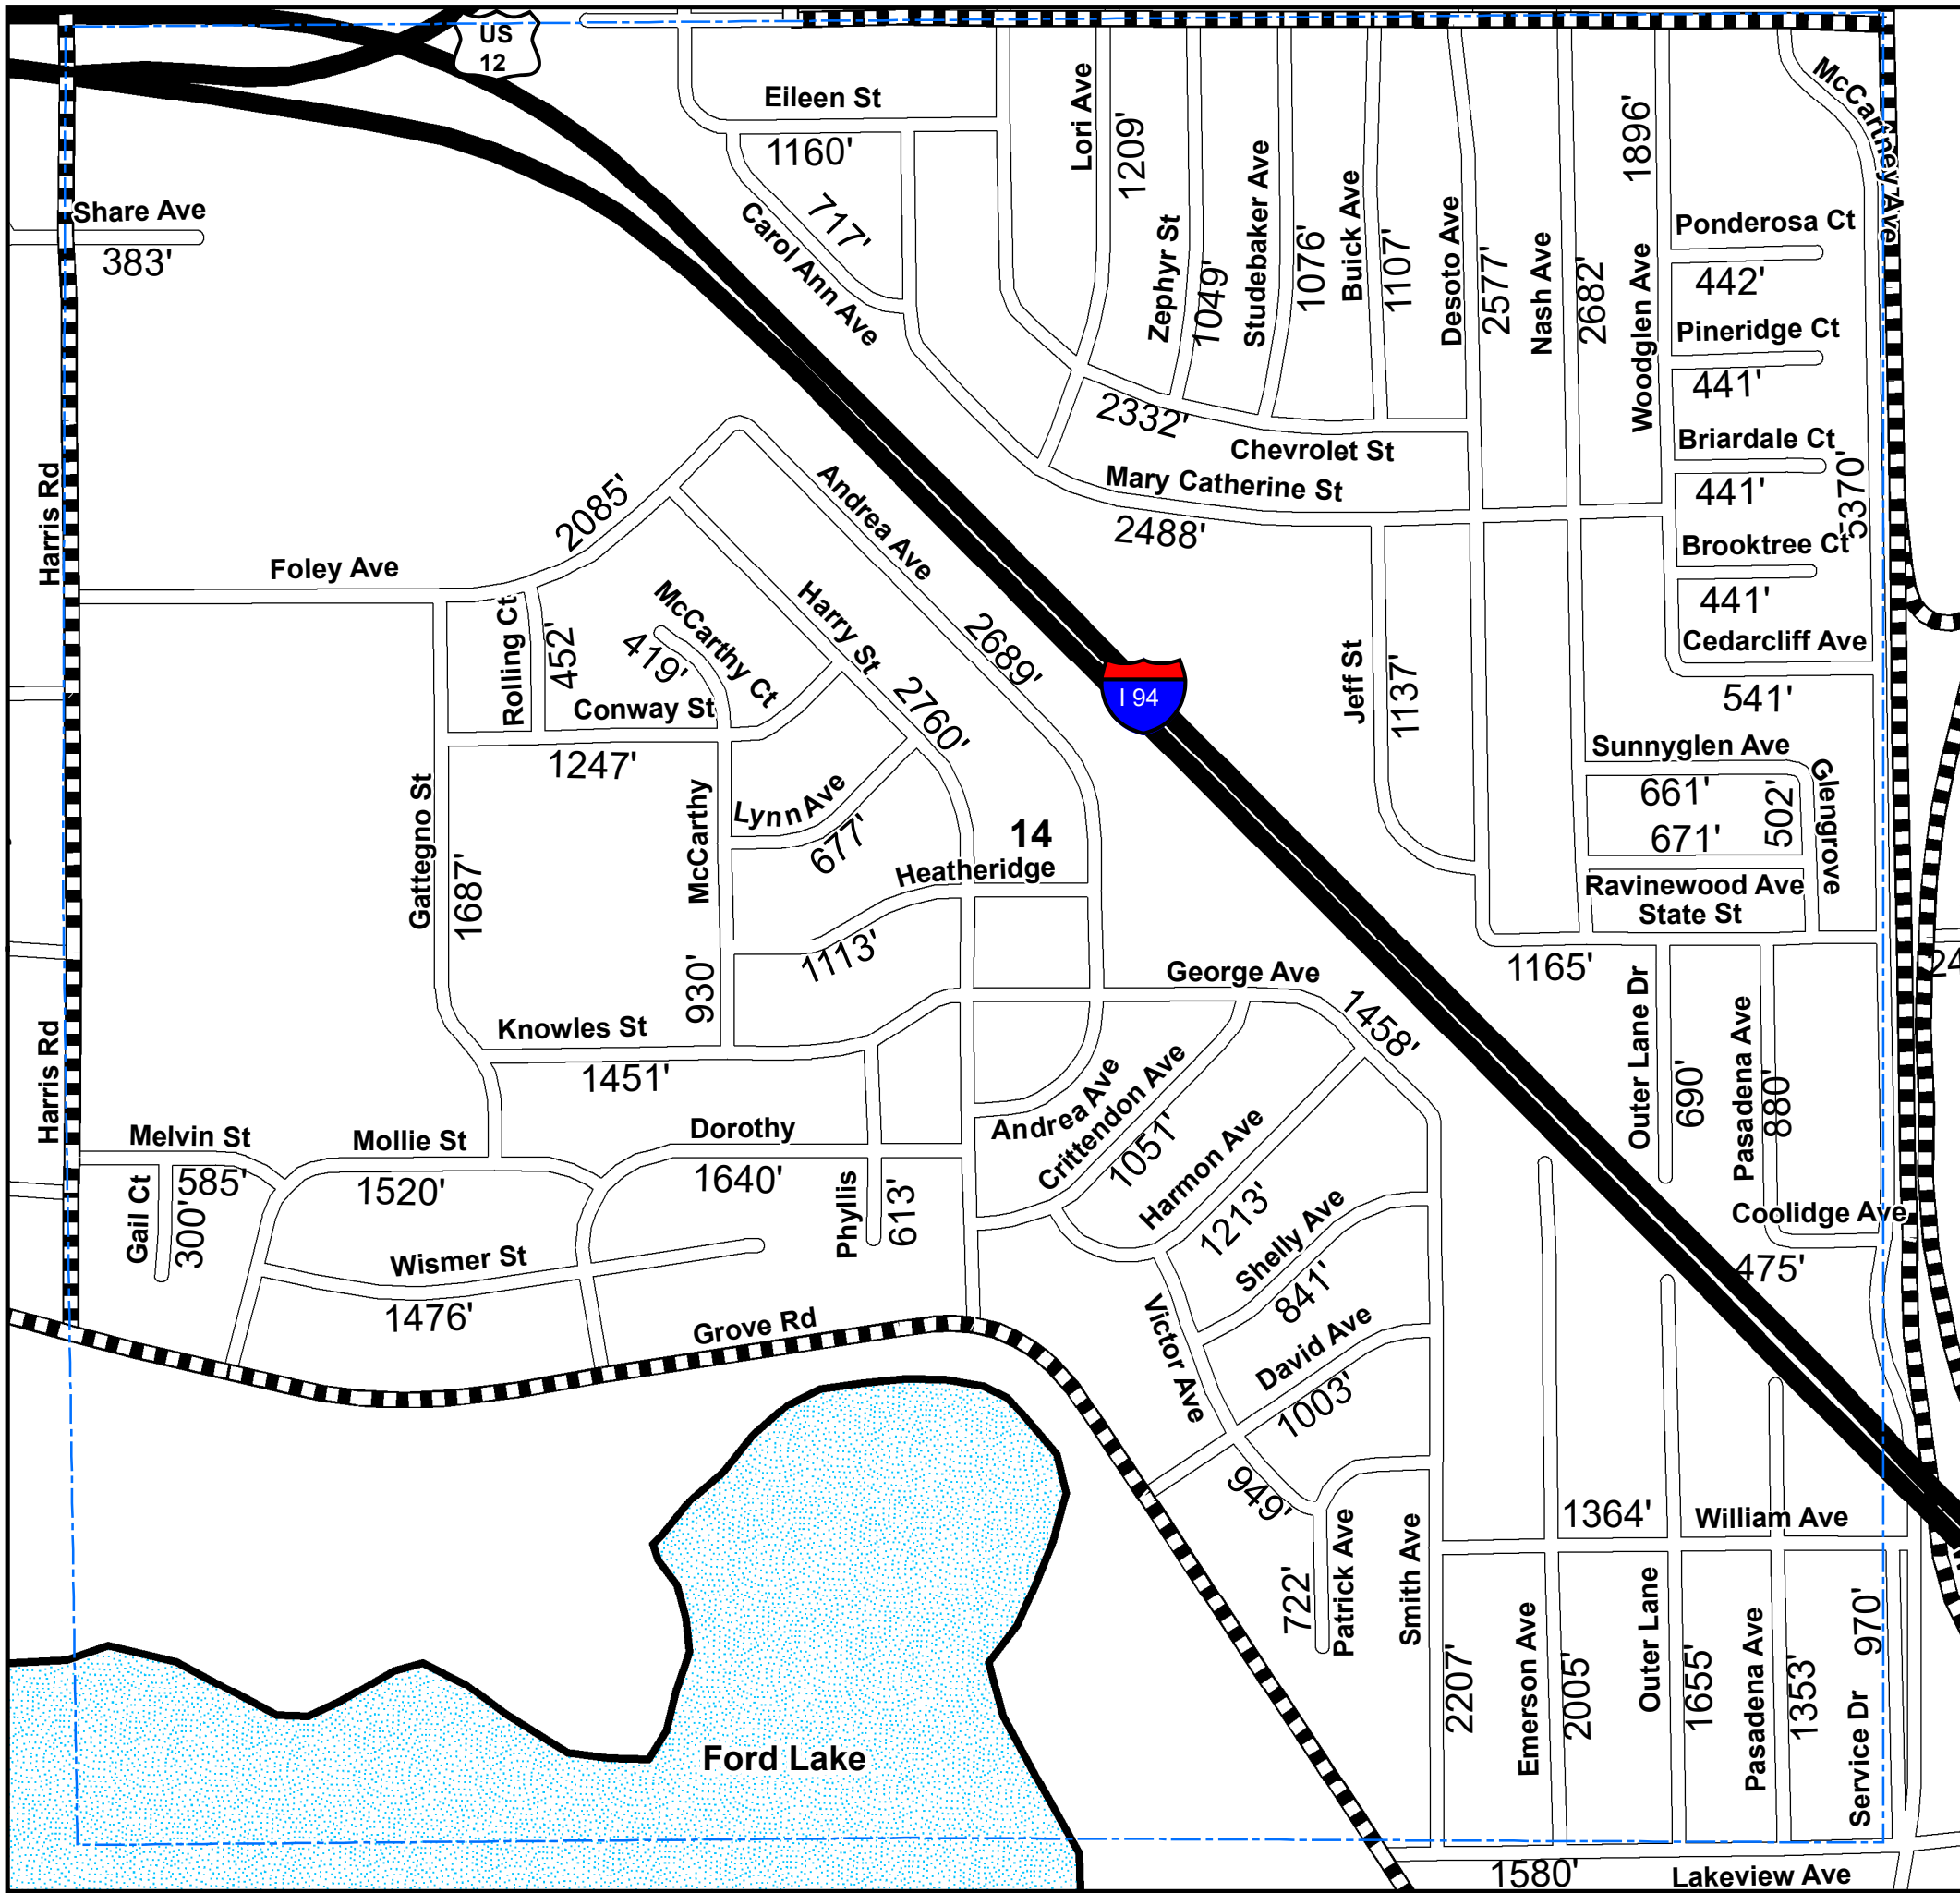 US
12
Eileen St
1160'
Lori Ave
1209'
McCartney Ave
1896'
Share Ave
383'
717'
Carol Ann Ave
Zephyr St
1049'
Studebaker Ave
1076'
Buick Ave
1107'
Desoto Ave
2577'
Nash Ave
2682'
Woodglen Ave
Ponderosa Ct
442'
Pineridge Ct
441'
2332'
Chevrolet St
Briardale Ct
441'
5370'
Mary Catherine St
2488'
Brooktree Ct
441'
Cedarcliff Ave
541'
Harris Rd
2085'
Andrea Ave
Foley Ave
Rolling Ct
452'
McCarthy Ct
419'
Harry St
2689'
2760'
Conway St
1247'
I 94
Jeff St
1137'
Sunnyglen Ave
661'
Glengrove
502'
671'
Ravinewood Ave
State St
1165'
Gattegno St
1687'
McCarthy
930'
Lynn Ave
677'
14
Heatheridge
1113'
George Ave
1458'
24
Harris Rd
Knowles St
1451'
Andrea Ave
Crittendon Ave
1051'
Outer Lane Dr
690'
Pasadena Ave
880'
Melvin St
585'
Mollie St
1520'
Dorothy
1640'
Gail Ct
300'
Phyllis
613'
Harmon Ave
1213'
Shelly Ave
841'
Coolidge Ave
475'
Wismer St
1476'
Grove Rd
Victor Ave
David Ave
1003'
949'
722'
Patrick Ave
Smith Ave
2207'
1364'
William Ave
Emerson Ave
2005'
Outer Lane
1655'
Pasadena Ave
1353'
Service Dr
970'
Ford Lake
1580'
Lakeview Ave